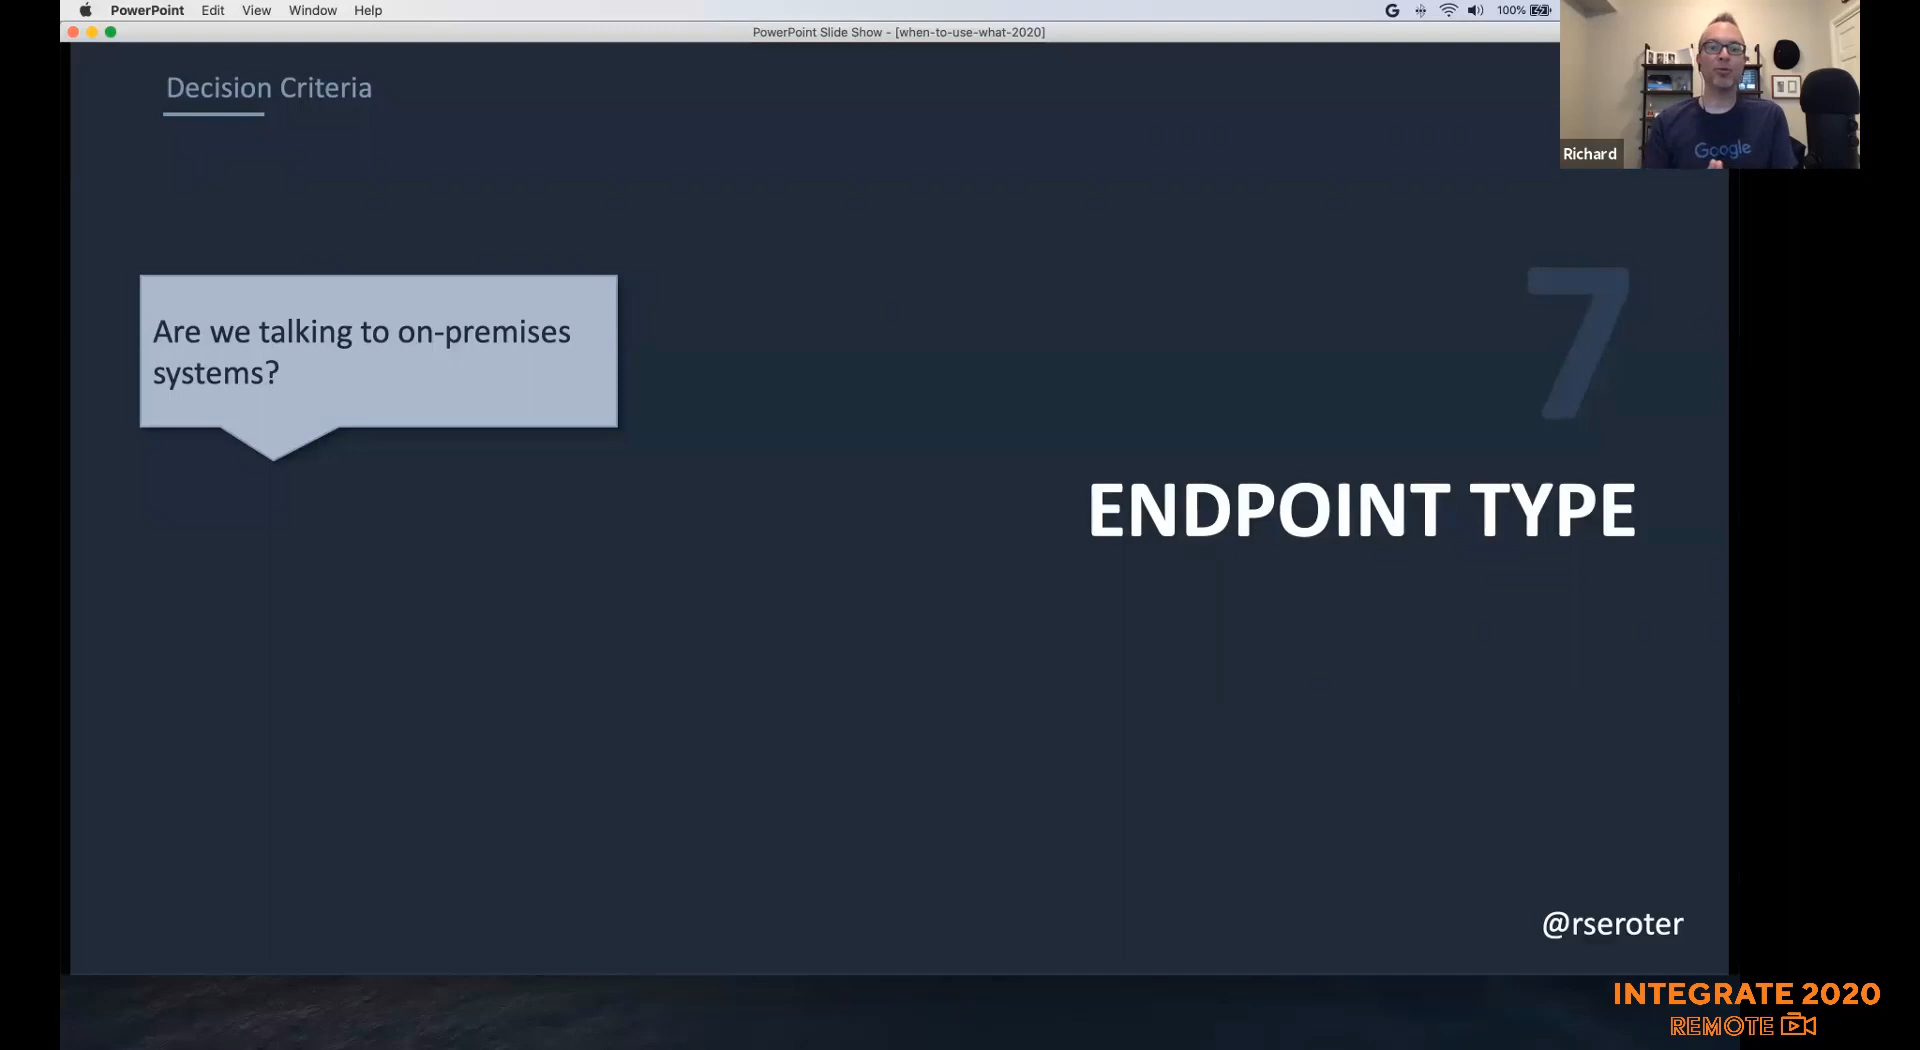 PowerPoint Edit View Window Help
G 100%
PowerPoint Slide Show - [when-to-use-what-2020]
Decision Criteria
Google
Richard
Are we talking to on-premises
systems?
7
ENDPOINT TYPE
@rseroter
INTEGRATE 2020
REMOTE